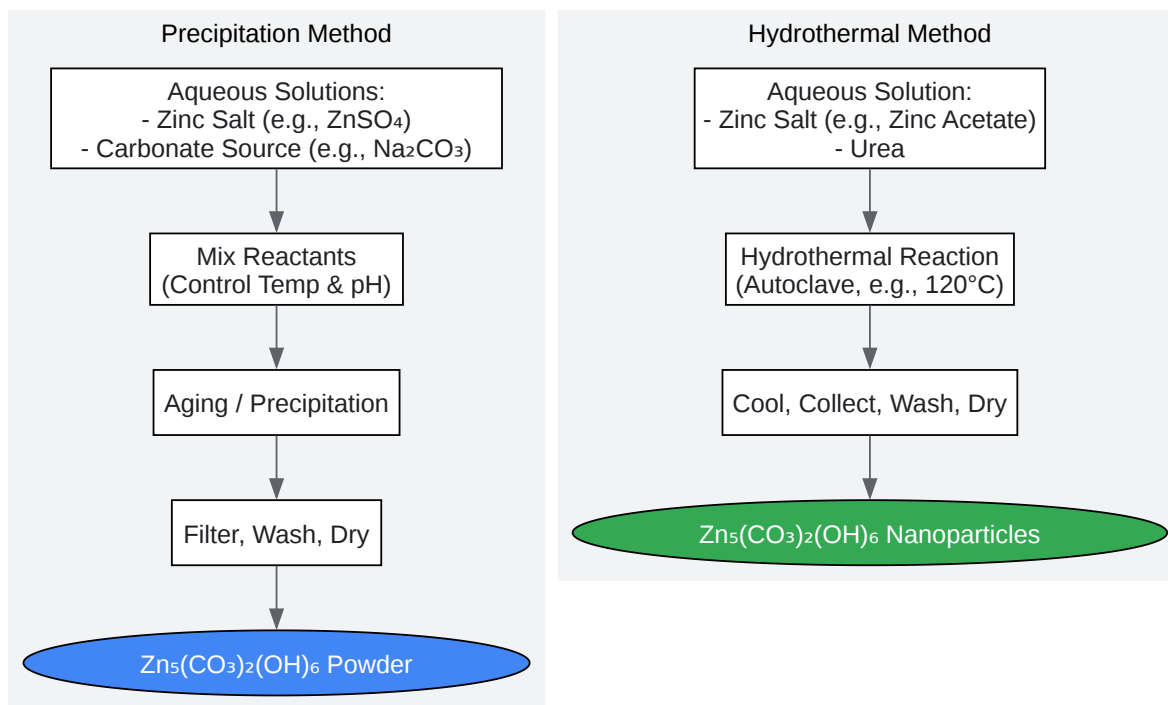 Precipitation Method
Aqueous Solutions:
- Zinc Salt (e.g., ZnSO₄)
- Carbonate Source (e.g., Na₂CO₃)
Mix Reactants
(Control Temp & pH)
Aging / Precipitation
Filter, Wash, Dry
Zn₅(CO₃)₂(OH)₆ Powder
Hydrothermal Method
Aqueous Solution:
- Zinc Salt (e.g., Zinc Acetate)
- Urea
Hydrothermal Reaction
(Autoclave, e.g., 120°C)
Cool, Collect, Wash, Dry
Zn₅(CO₃)₂(OH)₆ Nanoparticles